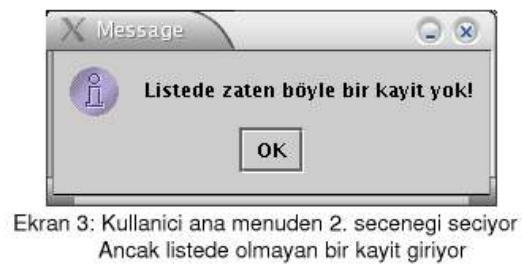 Message
Listede zaten böyle bir kayit yok!
OK
Ekran 3: Kullanici ana menuden 2. secenegi seciyor
Ancak listede olmayan bir kayit giriyor